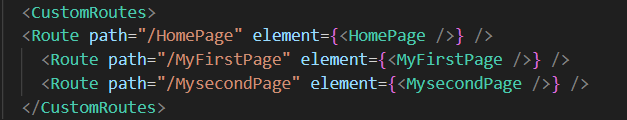 <CustomRoutes>
<Route path="/HomePage" element={<HomePage />} />
<Route path="/MyFirstPage" element={<MyFirstPage />} />
<Route path="/MysecondPage" element={<MysecondPage />} />
</CustomRoutes>